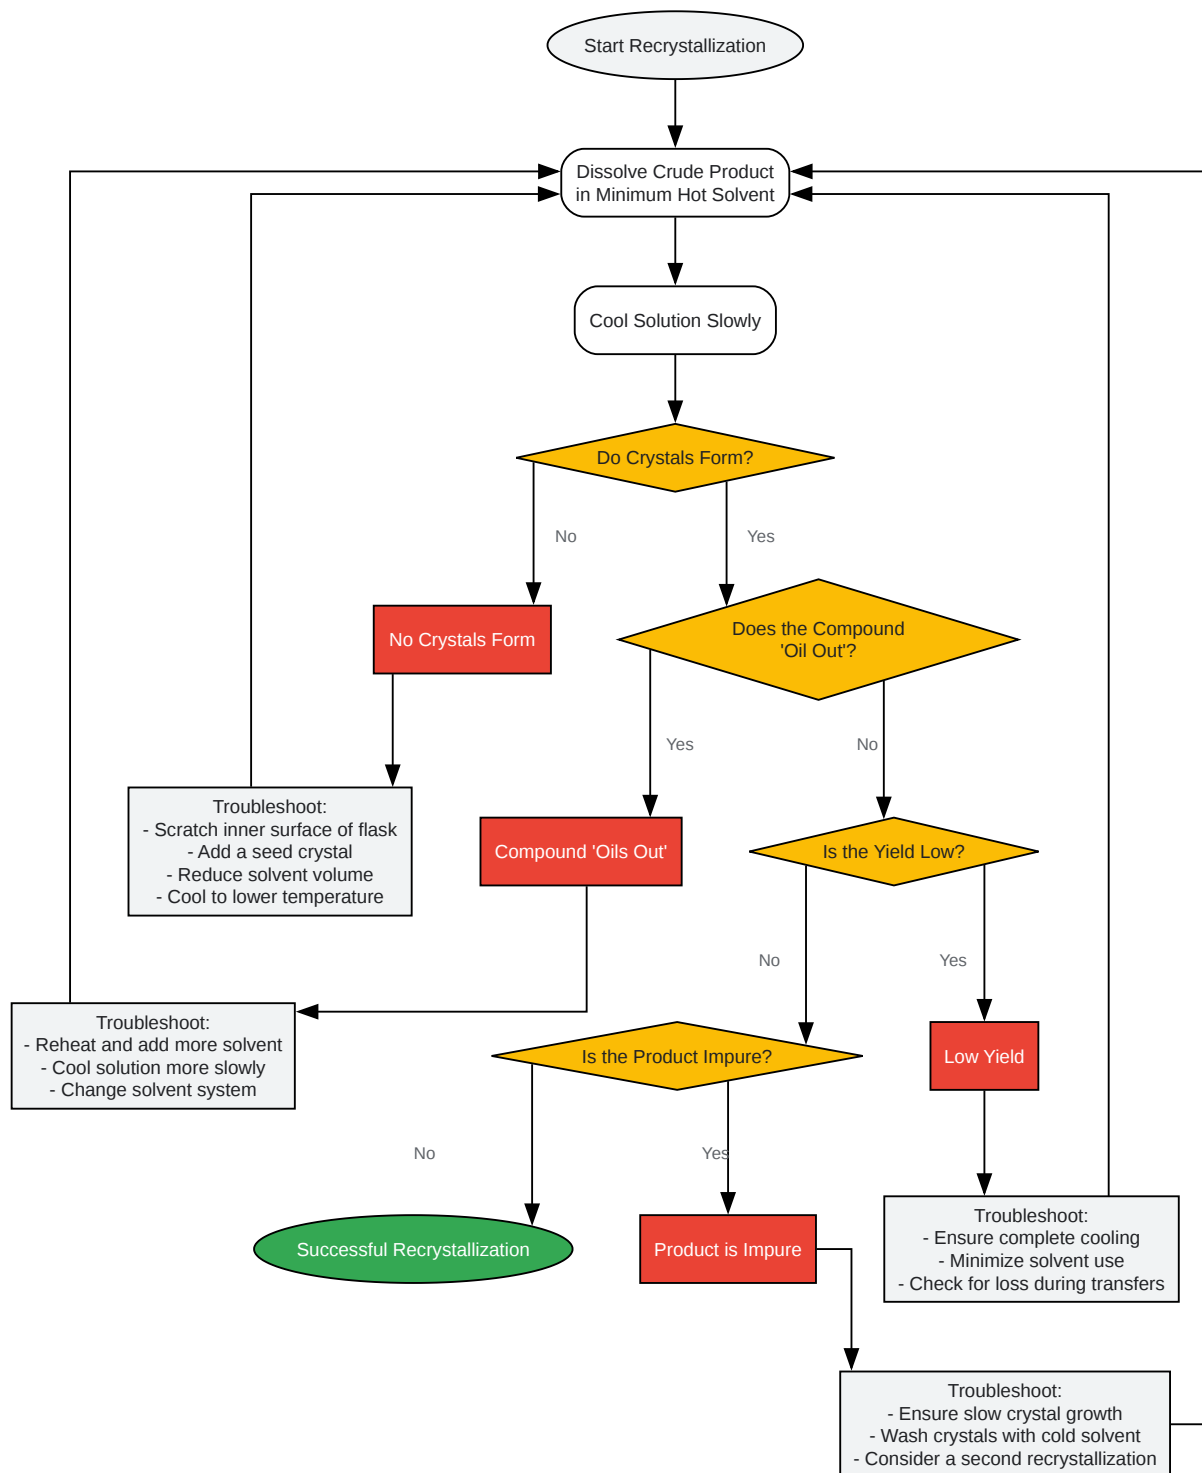 Start Recrystallization
Dissolve Crude Product
in Minimum Hot Solvent
Cool Solution Slowly
Do Crystals Form?
No
Yes
No Crystals Form
Does the Compound
'Oil Out'?
Yes
No
Troubleshoot:
- Scratch inner surface of flask
- Add a seed crystal
- Reduce solvent volume
- Cool to lower temperature
Compound 'Oils Out'
Is the Yield Low?
No
Yes
Troubleshoot:
- Reheat and add more solvent
- Cool solution more slowly
- Change solvent system
Is the Product Impure?
Low Yield
No
Yes
Successful Recrystallization
Product is Impure
Troubleshoot:
- Ensure complete cooling
- Minimize solvent use
- Check for loss during transfers
Troubleshoot:
- Ensure slow crystal growth
- Wash crystals with cold solvent
- Consider a second recrystallization